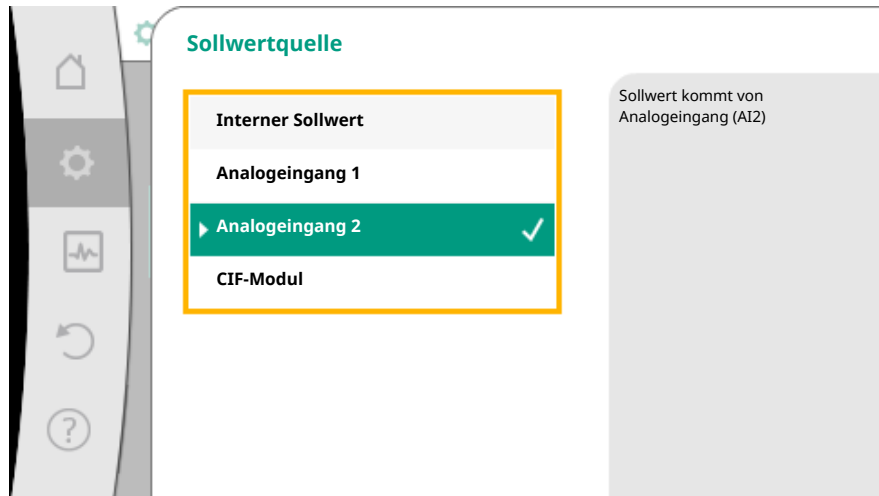 Sollwertquelle
Interner Sollwert
Analogeingang 1
Analogeingang 2
CIF-Modul
Sollwert kommt von
Analogeingang (AI2)
?